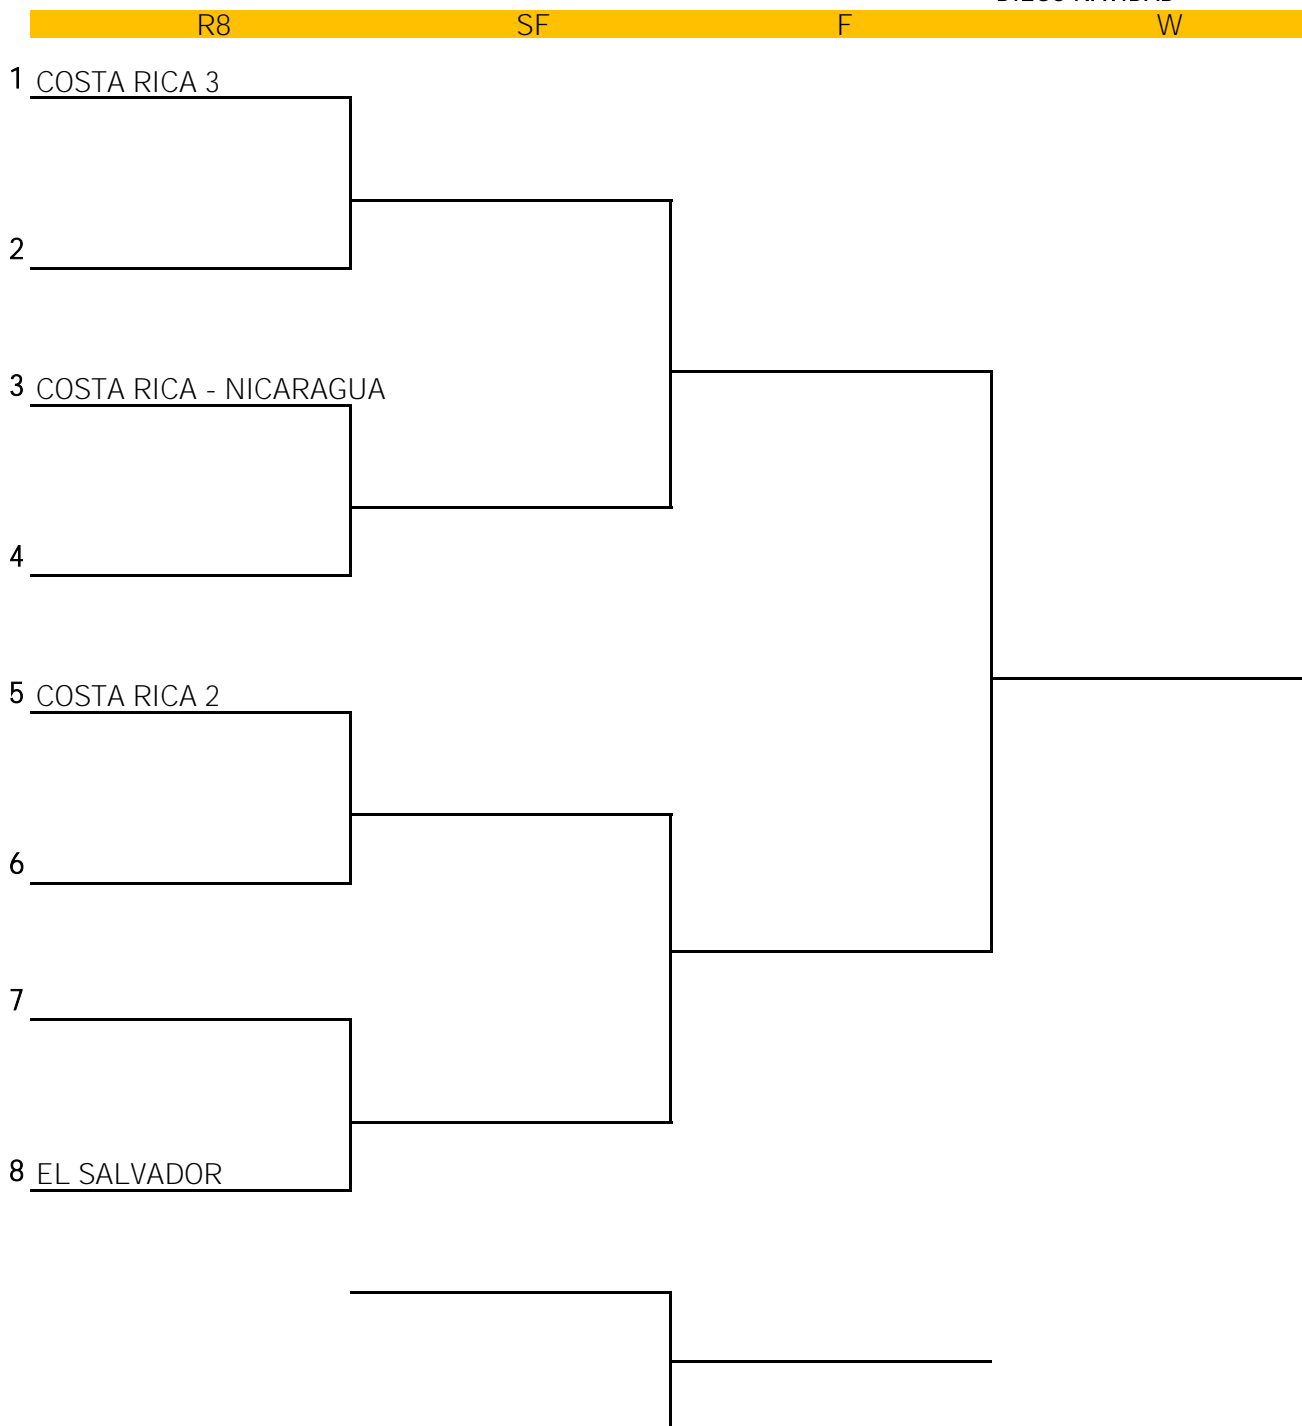 R8 SF F W
1 COSTA RICA 3
2
3 COSTA RICA - NICARAGUA
4
5 COSTA RICA 2
6
7
8 EL SALVADOR